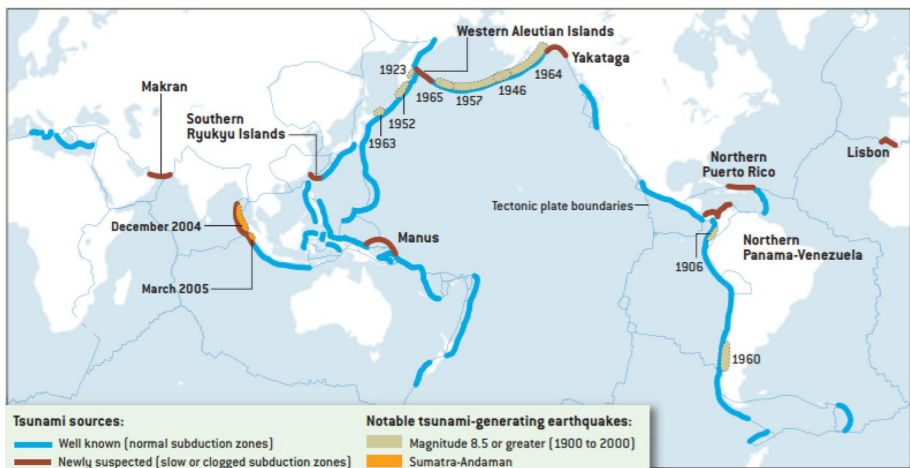 Western Aleutian Islands
1923
Yakataga
Makran
1965
1957
1946
1964
Southern
Ryukyu Islands
1952
1963
Lisbon
Northern
Puerto Rico
Tectonic plate boundaries
December 2004
Manus
1906
Northern
Panama-Venezuela
March 2005
1960
Tsunami sources:
Well known (normal subduction zones)
Newly suspected (slow or clogged subduction zones)
Notable tsunami-generating earthquakes:
Magnitude 8.5 or greater (1900 to 2000)
Sumatra-Andaman